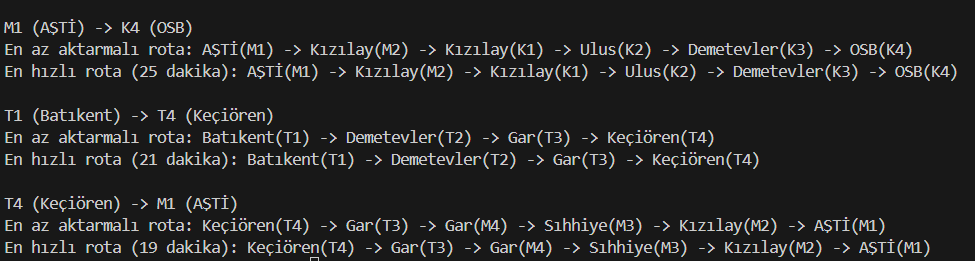 M1 (AŞTİ) -> K4 (OSB)
En az aktarmalı rota: AŞTİ(M1) -> Kızılay(M2) -> Kızılay(K1) -> Ulus(K2) -> Demetevler(K3) -> OSB(K4)
En hızlı rota (25 dakika): AŞTİ(M1) -> Kızılay(M2) -> Kızılay(K1) -> Ulus(K2) -> Demetevler(K3) -> OSB(K4)
T1 (Batıkent) -> T4 (Keçiören)
En az aktarmalı rota: Batıkent(T1) -> Demetevler(T2) -> Gar(T3) -> Keçiören(T4)
En hızlı rota (21 dakika): Batıkent(T1) -> Demetevler(T2) -> Gar(T3) -> Keçiören(T4)
T4 (Keçiören) -> M1 (AŞTİ)
En az aktarmalı rota: Keçiören(T4) -> Gar(T3) -> Gar(M4) -> Sıhhiye(M3) -> Kızılay(M2) -> AŞTİ(M1)
En hızlı rota (19 dakika): Keçiören(T4) -> Gar(T3) -> Gar(M4) -> Sıhhiye(M3) -> Kızılay(M2) -> AŞTİ(M1)